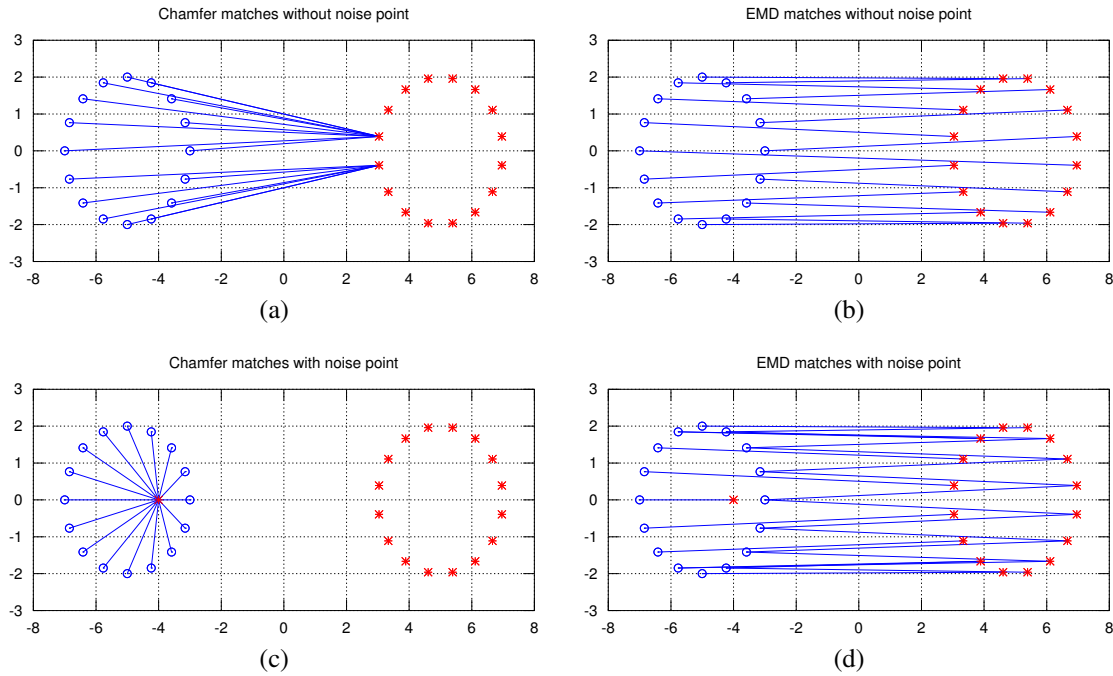 Chamfer matches without noise point
3
2
1
0
-1
-2
-3
-8 -6 -4 -2 0 2 4 6 8
(a)
EMD matches without noise point
3
2
1
0
-1
-2
-3
-8 -6 -4 -2 0 2 4 6 8
(b)
Chamfer matches with noise point
3
2
1
0
-1
-2
-3
-8 -6 -4 -2 0 2 4 6 8
(c)
EMD matches with noise point
3
2
1
0
-1
-2
-3
-8 -6 -4 -2 0 2 4 6 8
(d)